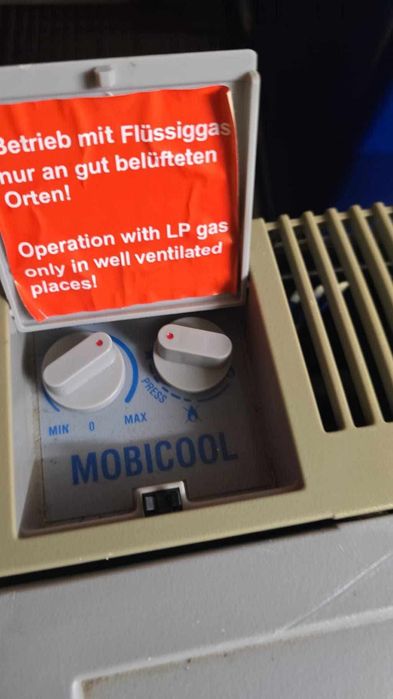 Betrieb mit Flüssiggas
nur an gut belüfteten
Orten!
Operation with LP gas
only in well ventilated
places!
PRESS
MIN 0 MAX
MOBICOOL